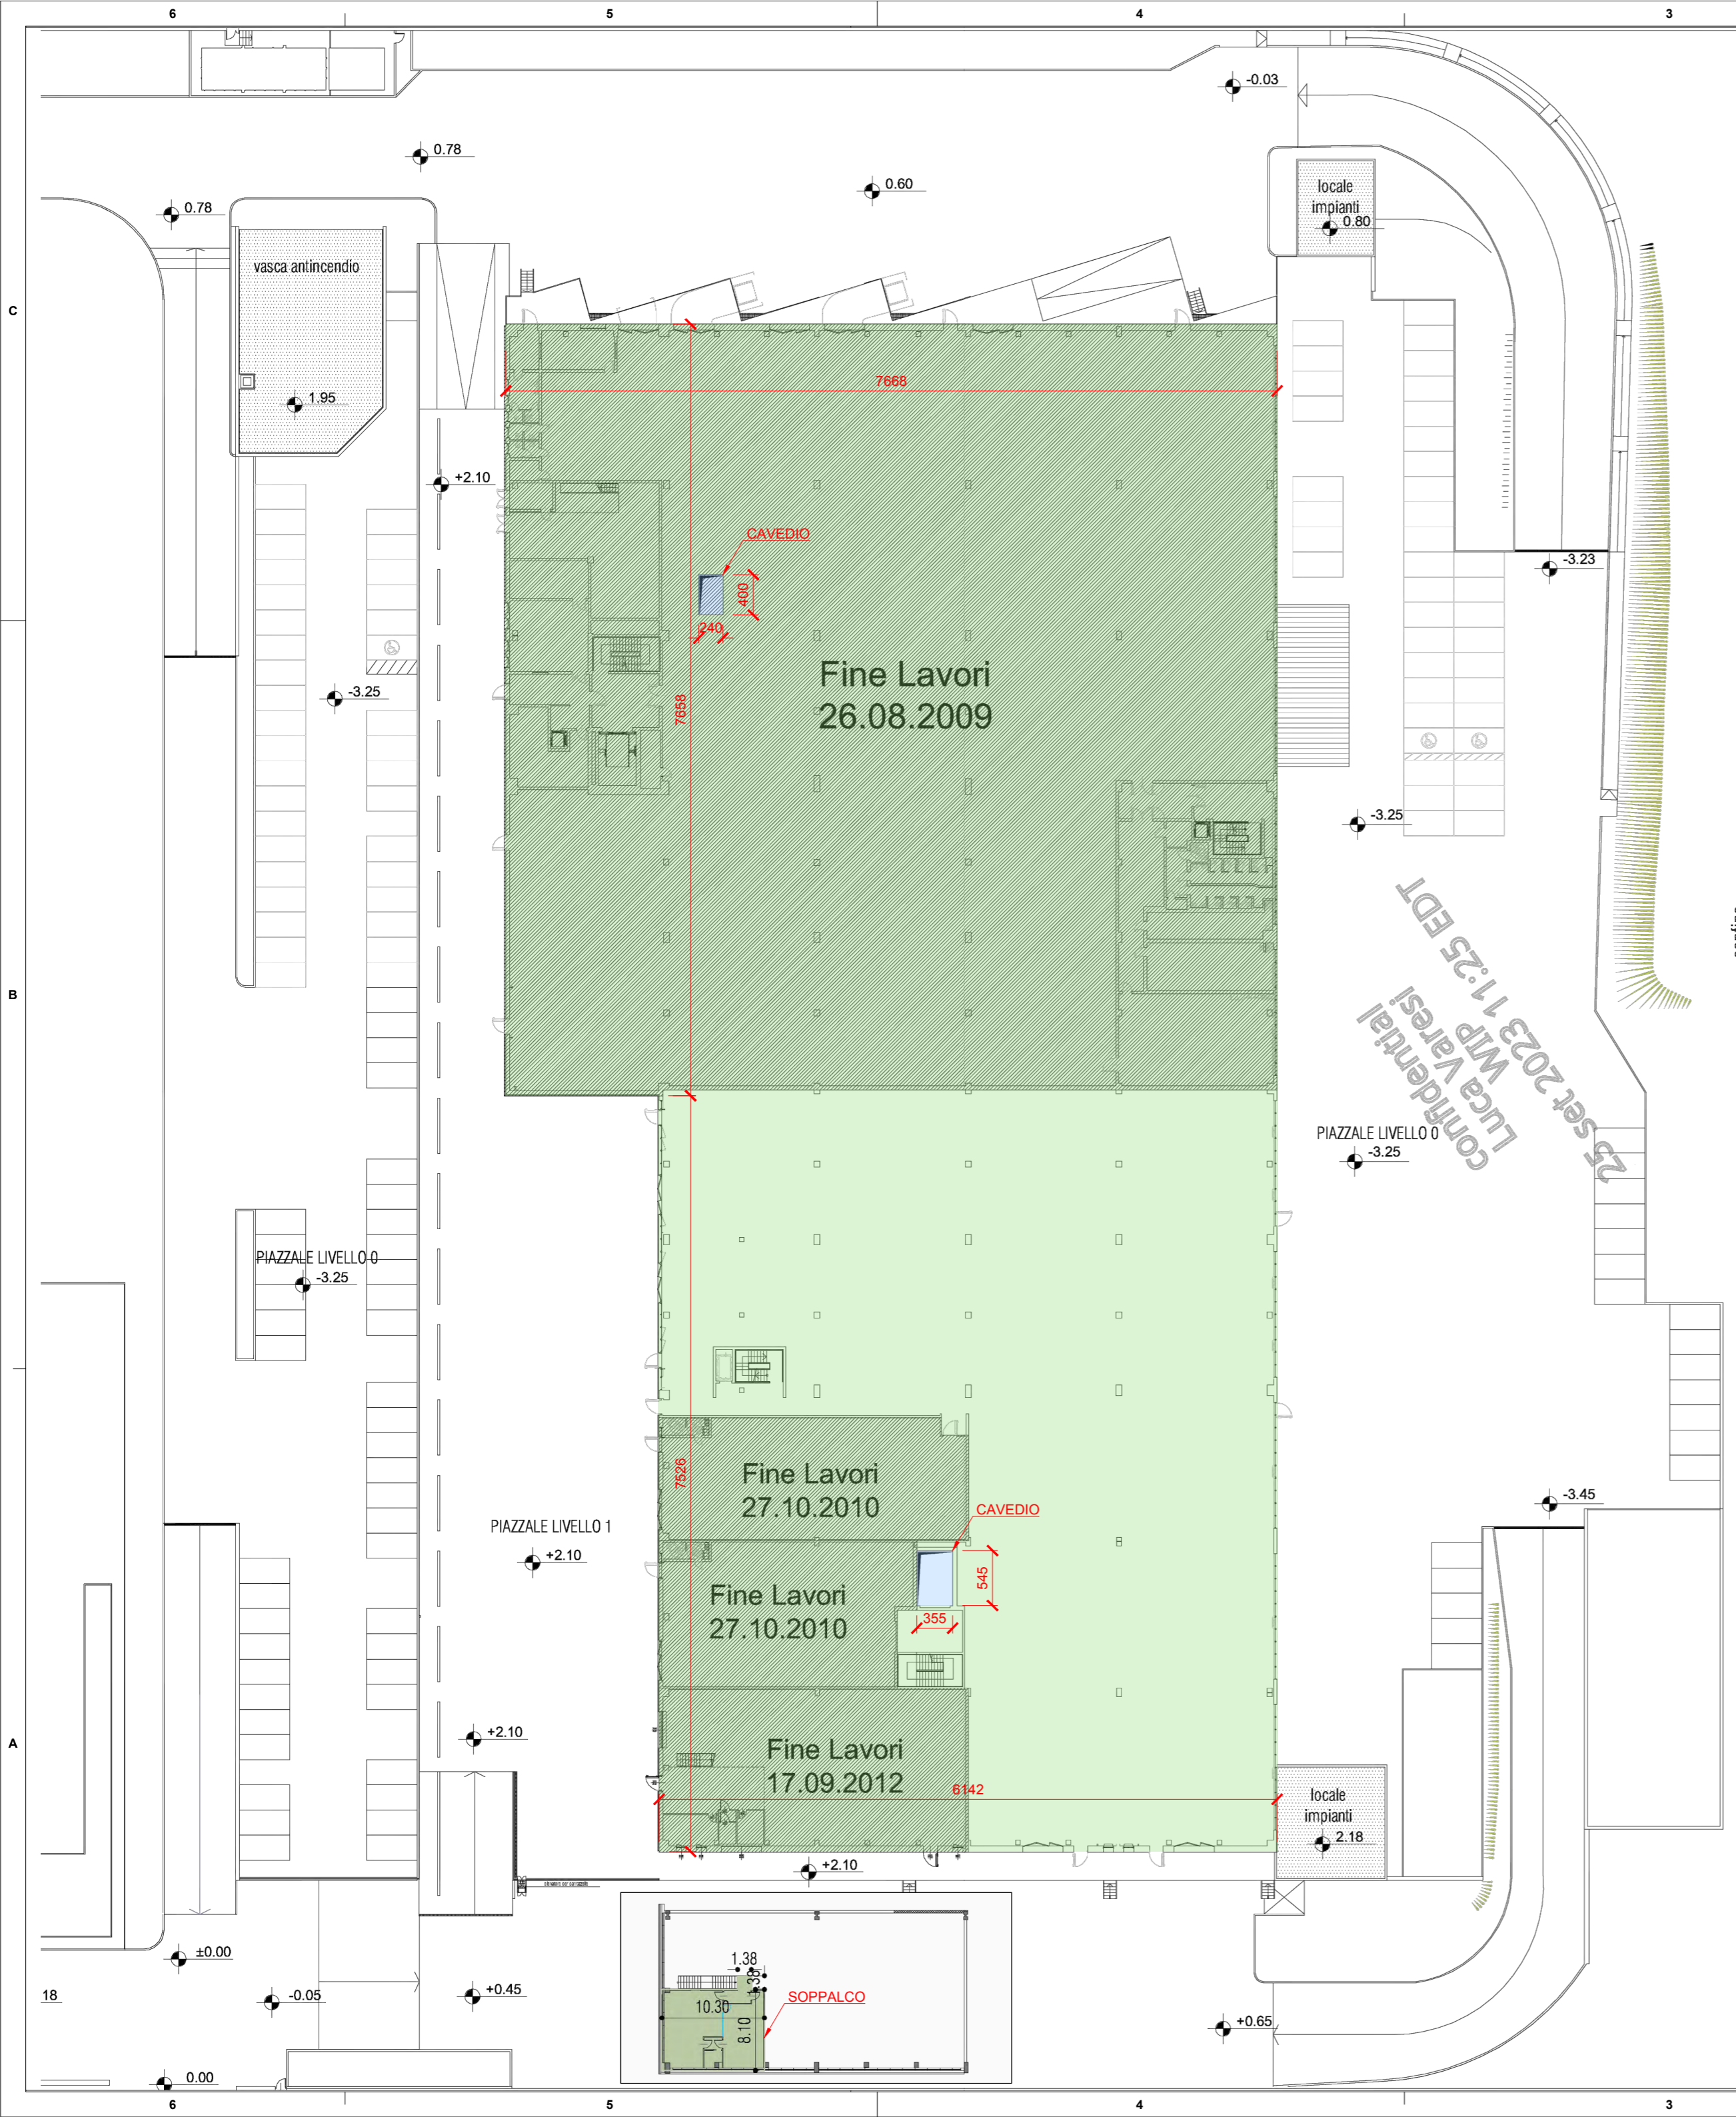 6 5 4 3
-0.03
0.78
0.60
0.78
locale
impianti
0.80
vasca antincendio
C
7668
1.95
+2.10
CAVEDIO
400
240
-3.23
Fine Lavori
26.08.2009
-3.25
7658
-3.25
25 set 2023 11:25 EDT
WIP
Luca Varesi
confidential
B
PIAZZALE LIVELLO 0
-3.25
PIAZZALE LIVELLO 0
-3.25
Fine Lavori
27.10.2010
7526
CAVEDIO
-3.45
PIAZZALE LIVELLO 1
+2.10
545
Fine Lavori
27.10.2010
355
+2.10
A
Fine Lavori
17.09.2012
6142
locale
impianti
2.18
+2.10
±0.00
1.38
1.38
18
-0.05
+0.45
SOPPALCO
10.30
8.10
+0.65
0.00
6 5 4 3